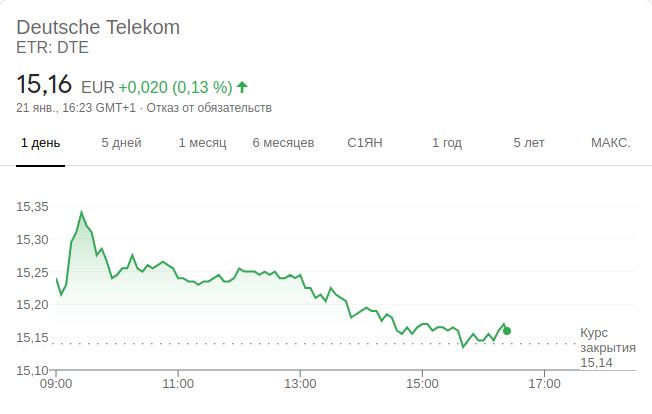 Deutsche Telekom
ETR: DTE
15,16 EUR +0,020 (0,13 %)
21 янв., 16:23 GMT+1 · Отказ от обязательств
1 день 5 дней 1 месяц 6 месяцев С1ЯН 1 год 5 лет МАКС.
15,35
15,30
15,25
15,20
15,15
15,10
Курс
закрытия
15,14
09:00 11:00 13:00 15:00 17:00